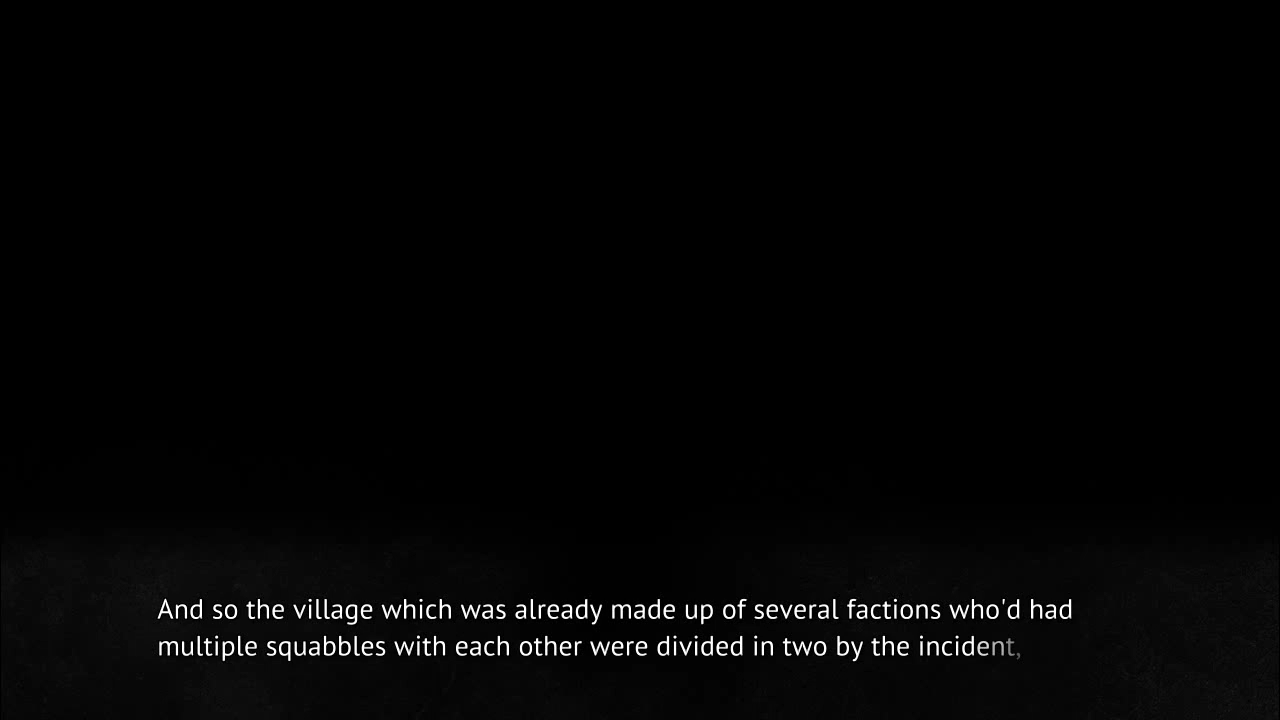 And so the village which was already made up of several factions who'd had
multiple squabbles with each other were divided in two by the incident,